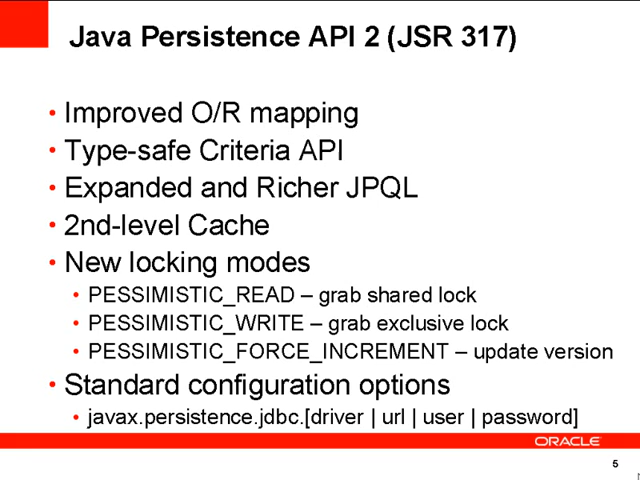 Java Persistence API 2 (JSR 317)
• Improved O/R mapping
• Type-safe Criteria API
• Expanded and Richer JPQL
• 2nd-level Cache
• New locking modes
• PESSIMISTIC_READ – grab shared lock
• PESSIMISTIC_WRITE – grab exclusive lock
• PESSIMISTIC_FORCE_INCREMENT – update version
• Standard configuration options
• javax.persistence.jdbc.[driver | url | user | password]
ORACLE
5